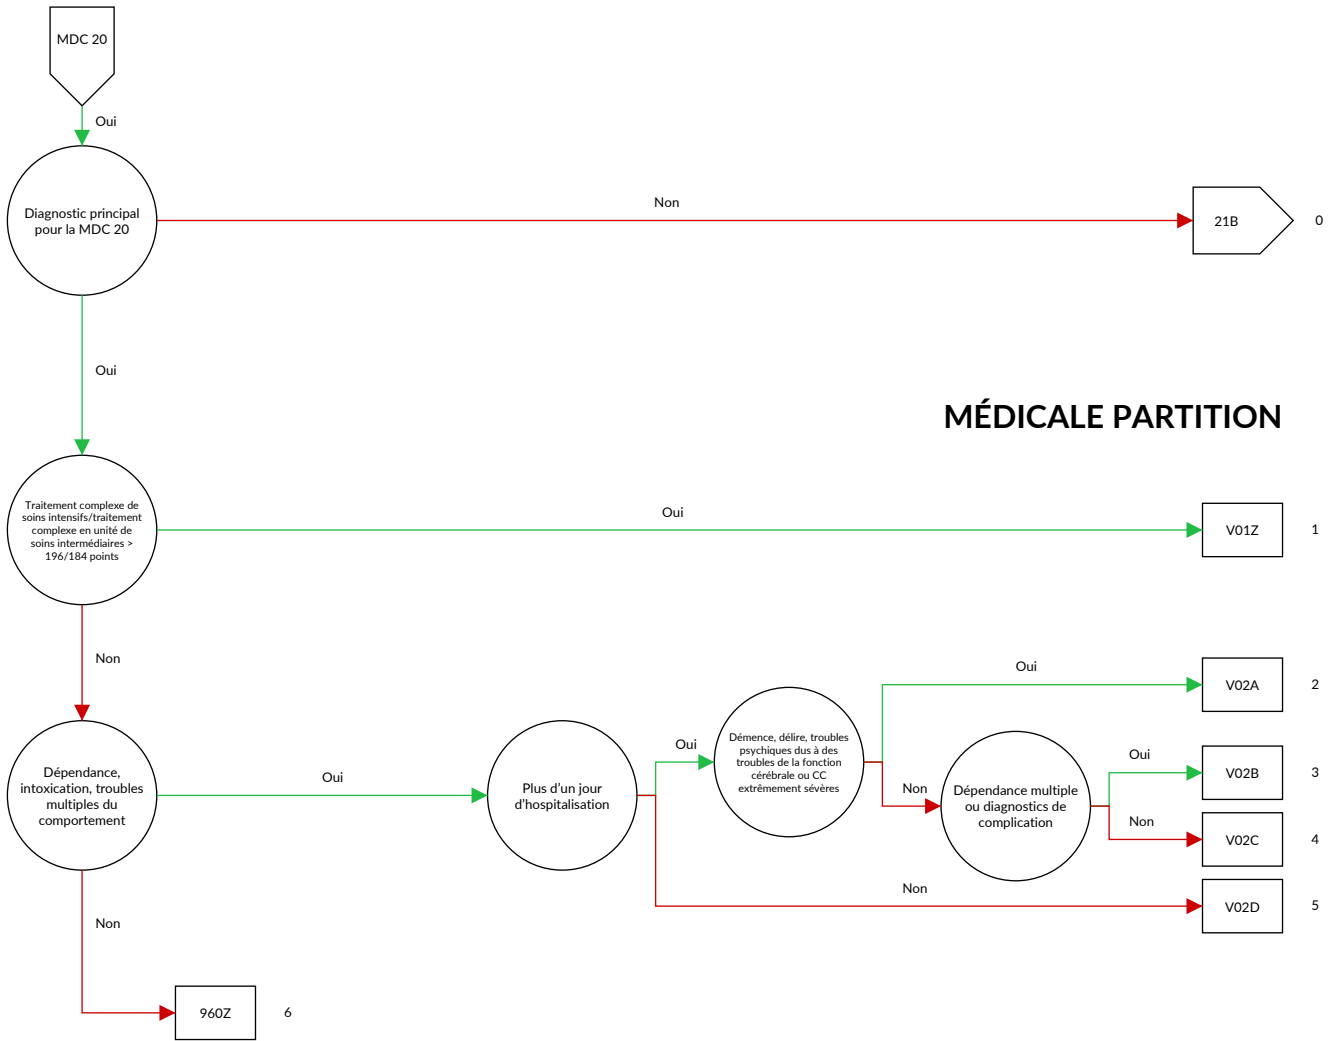 MDC 20
Oui
Diagnostic principal
pour la MDC 20
Non
21B
0
Oui
MÉDICALE PARTITION
Traitement complexe de
soins intensifs/traitement
complexe en unité de
soins intermédiaires >
196/184 points
Oui
V01Z
1
Non
Dépendance,
intoxication, troubles
multiples du
comportement
Oui
Plus d'un jour
d'hospitalisation
Oui
Démence, délire, troubles
psychiques dus à des
troubles de la fonction
cérébrale ou CC
extrêmement sévères
Oui
V02A
2
Non
Dépendance multiple
ou diagnostics de
complication
Oui
V02B
3
Non
V02C
4
Non
V02D
5
Non
960Z
6